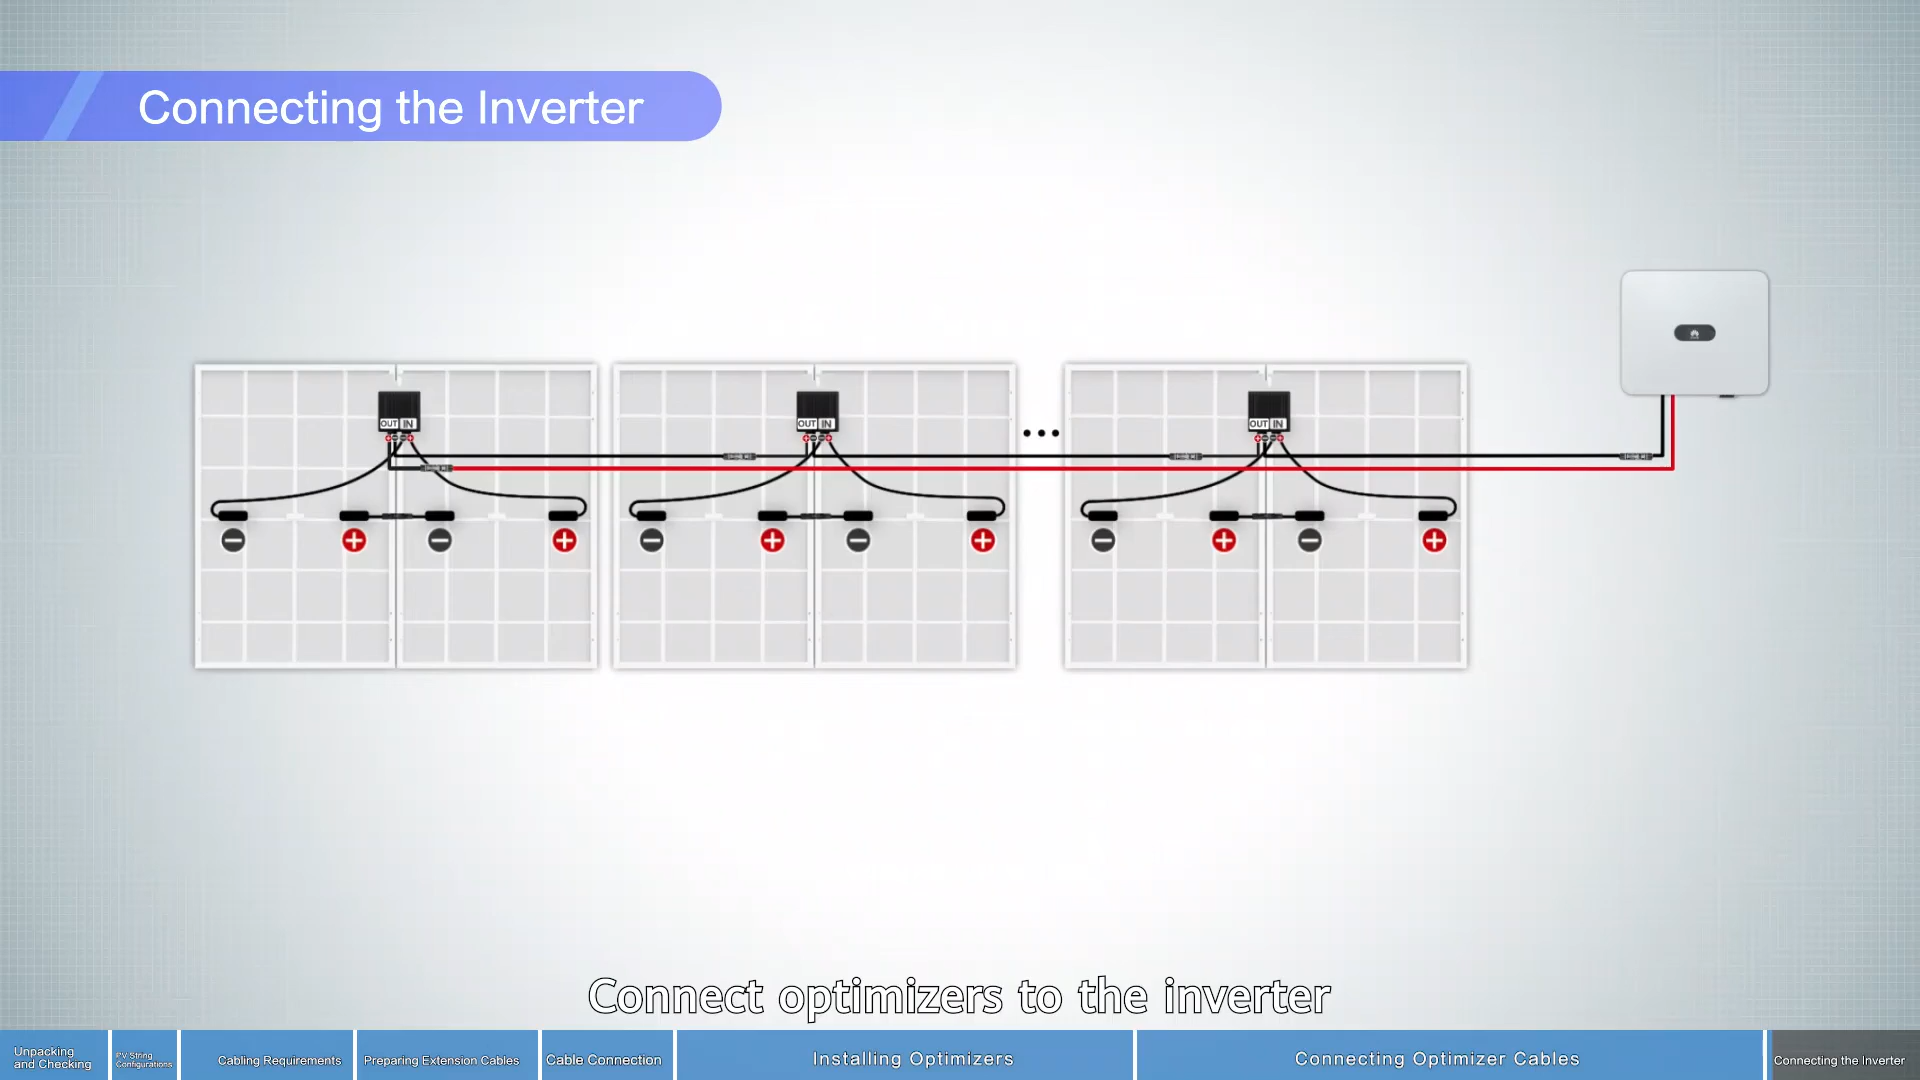 Connecting the Inverter
OUT IN
OUT IN
OUT IN
Connect optimizers to the inverter
Unpacking
and Checking
PV String
Configurations
Cabling Requirements
Preparing Extension Cables
Cable Connection
Installing Optimizers
Connecting Optimizer Cables
Connecting the Inverter